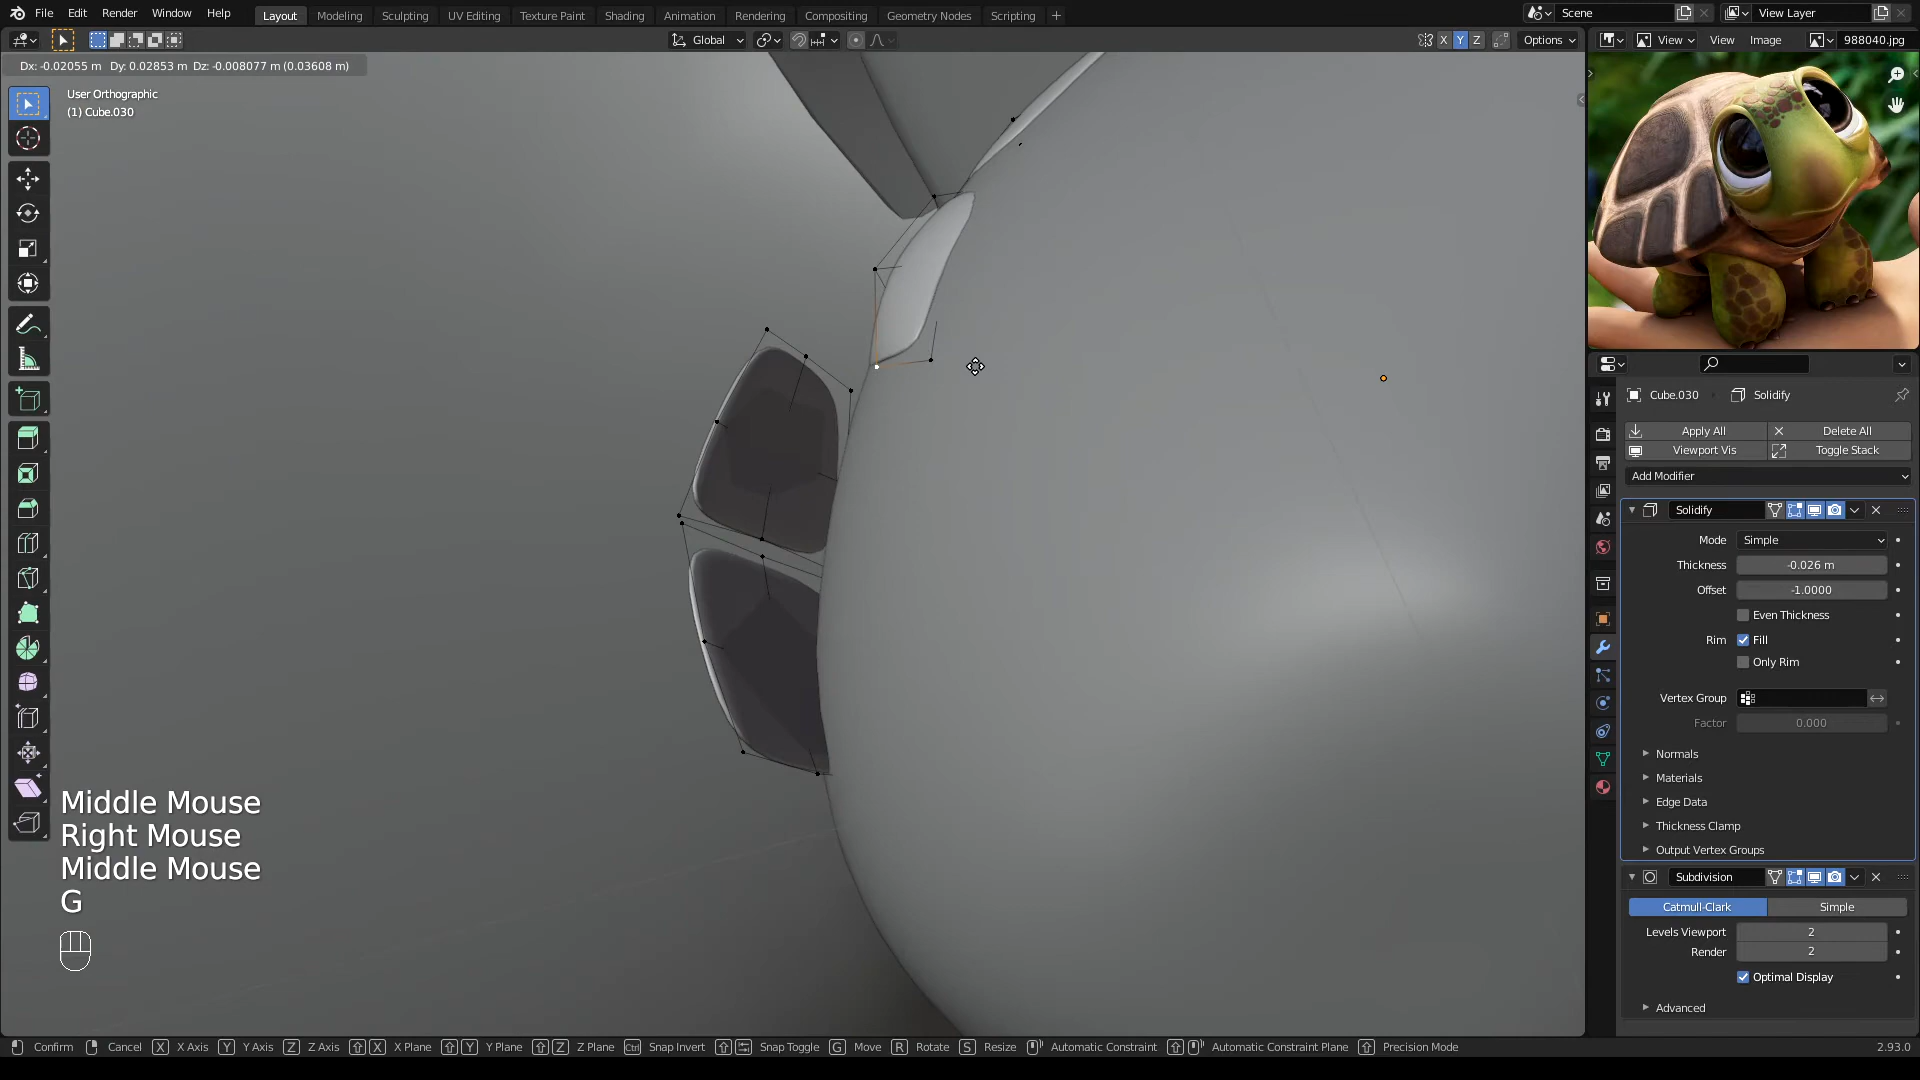 File Edit Render Window Help
Layout Modeling Sculpting UV Editing Texture Paint Shading Animation Rendering Compositing Geometry Nodes Scripting +
Scene View Layer
Global X Y Z Options View View Image 988040.jpg
Dx: -0.02055 m Dy: 0.02853 m Dz: -0.008077 m (0.03608 m)
User Orthographic
(1) Cube.030
Cube.030 Solidify
Apply All Delete All
Viewport Vis Toggle Stack
Add Modifier
Solidify
Mode Simple
Thickness -0.026 m
Offset -1.0000
Even Thickness
Rim Fill
Only Rim
Vertex Group
Factor 0.000
Normals
Materials
Edge Data
Thickness Clamp
Output Vertex Groups
Subdivision
Catmull-Clark Simple
Levels Viewport 2
Render 2
Optimal Display
Advanced
Middle Mouse
Right Mouse
Middle Mouse
G
Confirm Cancel X X Axis Y Y Axis Z Z Axis X X Plane Y Y Plane Z Z Plane Ctrl Snap Invert Snap Toggle G Move R Rotate S Resize Automatic Constraint Automatic Constraint Plane Precision Mode 2.93.0